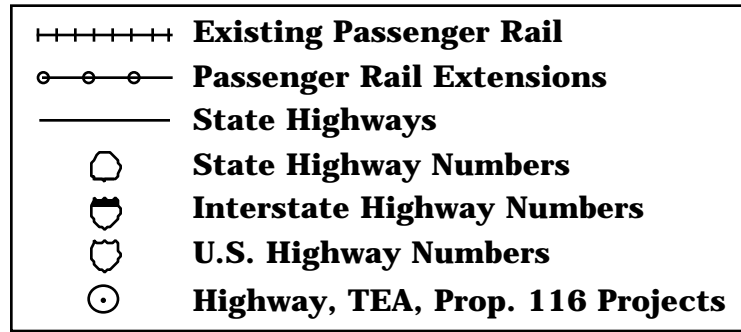 Existing Passenger Rail
Passenger Rail Extensions
State Highways
State Highway Numbers
Interstate Highway Numbers
U.S. Highway Numbers
Highway, TEA, Prop. 116 Projects